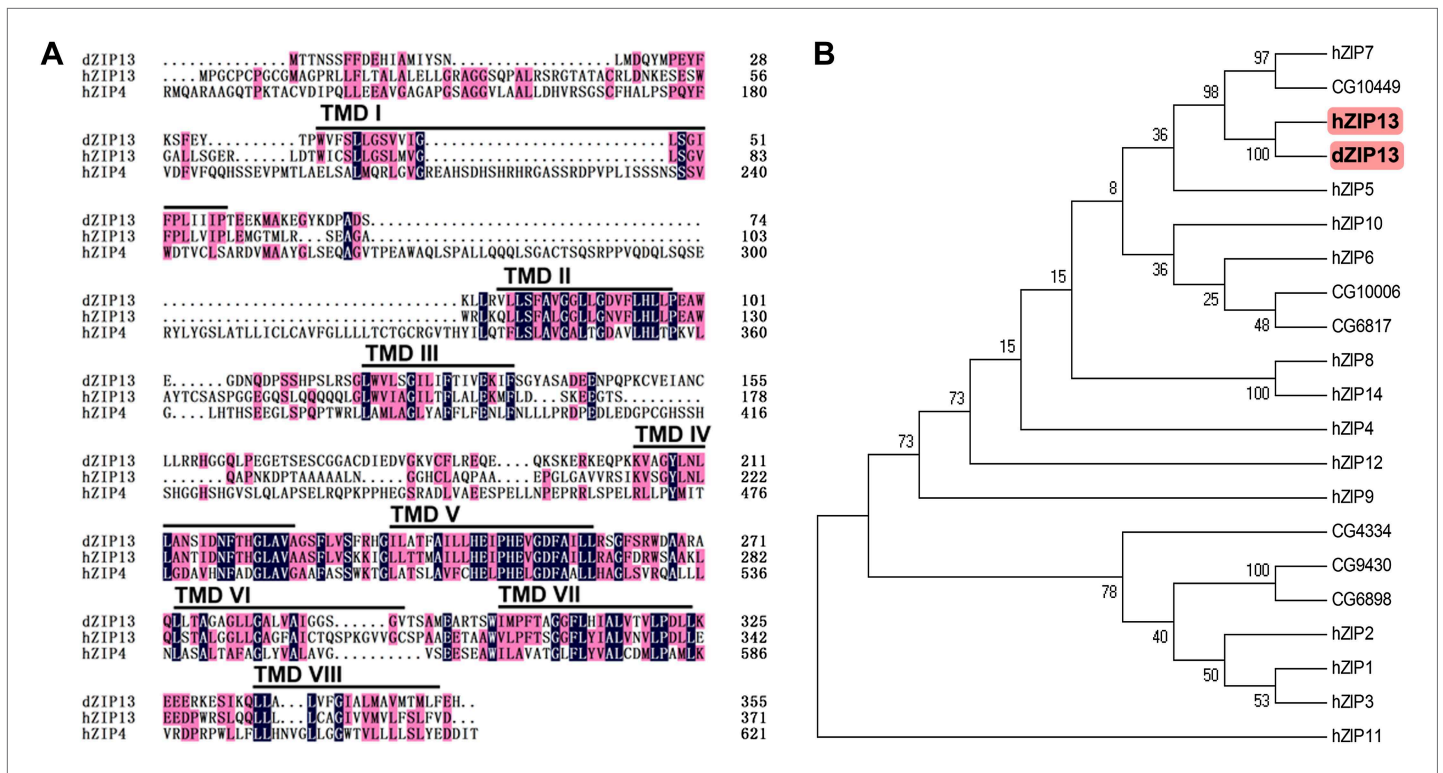 A
dZIP13 ................MTTNSSFFDEHIAMIYSN..................LMDQYMPEYF 28
hZIP13 ....MPGCPCPGCGMAGPRLLFLTALALELLGRAGGSQPALRSRGTATACRLDNKESESW 56
hZIP4 RMQARAAGQTPKTACVDIPQLLEEAVGAGAPGSAGGVLAALLDHVRSGSCFHALPSPQYF 180
TMD I
dZIP13 KSFEY..........TPWVFSLLGSVVIG...........................LSGI 51
hZIP13 GALLSGER.......LDTWICSLLGSLMVG..........................LSGV 83
hZIP4 VDFVFQQHSSEVPMTLAELSALMQRLGVGREAHSDHSHRHRGASSRDPVPLISSSNSSSV 240
dZIP13 FPLIIIPTEEKMAKEGYKDPADS..................................... 74
hZIP13 FPLLVIPLEMGTMLR...SEAGA..................................... 103
hZIP4 WDTVCLSARDVMAAYGLSEQAGVTPEAWAQLSPALLQQQLSGACTSQSRPPVQDQLSQSE 300
TMD II
dZIP13 .................................KLLRVLLSFAVGGLLGDVFLHLLPEAW 101
hZIP13 .................................WRLKQLLSFALGGLLGNVFLHLLPEAW 130
hZIP4 RYLYGSLATLLICLCAVFGLLLLTCTGCRGVTHYILQTFLSLAVGALTGDAVLHLTPKVL 360
TMD III
dZIP13 E......GDNQDPSSHPSLRSGLWVLSGILIFTIVEKIFSGYASADEENPQPKCVEIANC 155
hZIP13 AYTCSASPGGEGQSLQQQQQLGLWVIAGILTFLALEKMFLD...SKEEGTS......... 178
hZIP4 G....LHTHSEEGLSPQPTWRLLAMLAGLYAFFLFENLFNLLLPRDPEDLEDGPCGHSSH 416
TMD IV
dZIP13 LLRRHGGQLPEGETSESCGGACDIEDVGKVCFLREQE....QKSKERKEQPKKVAGYLNL 211
hZIP13 .......QAPNKDPTAAAAALN.....GGHCLAQPAA....EPGLGAVVRSIKVSGYLNL 222
hZIP4 SHGGHSHGVSLQLAPSELRQPKPPHEGSRADLVAEESPELLNPEPRRLSPELRLLPYMIT 476
TMD V
dZIP13 LANSIDNFTHGLAVAGSFLVSFRHGILATFAILLHEIPHEVGDFAILLRSGFSRWDAARA 271
hZIP13 LANTIDNFTHGLAVAASFLVSKKIGLLTTMAILLHEIPHEVGDFAILLRAGFDRWSAAKL 282
hZIP4 LGDAVHNFADGLAVGAAFASSWKTGLATSLAVFCHELPHELGDFAALLHAGLSVRQALLL 536
TMD VI TMD VII
dZIP13 QLLTAGAGLLGALVAIGGS.......GVTSAMEARTSWIMPFTAGGFLHIALVTVLPDLLK 325
hZIP13 QLSTALGGLLGAGFAICTQSPKGVVGCSPAAEETAAWVLPFTSGGFLYIALVNVLPDLLE 342
hZIP4 NLASALTAFAGLYVALAVG..........VSEESEAWILAVATGLFLYVALCDMLPAMLK 586
TMD VIII
dZIP13 EEERKESIKQLLA...LVFGIALMAVMTMLFEH.. 355
hZIP13 EEDPWRSLQQLLL...LCAGIVVMVLFSLFVD... 371
hZIP4 VRDPRPWLLFLLHNVGLLGGWTVLLLLSLYEDDIT 621
B
hZIP7
97
CG10449
98
hZIP13
36
100
dZIP13
8
hZIP5
hZIP10
15
36
hZIP6
25
CG10006
48
CG6817
15
hZIP8
100
hZIP14
73
hZIP4
73
hZIP12
hZIP9
CG4334
78
100
CG9430
CG6898
40
hZIP2
50
hZIP1
53
hZIP3
hZIP11